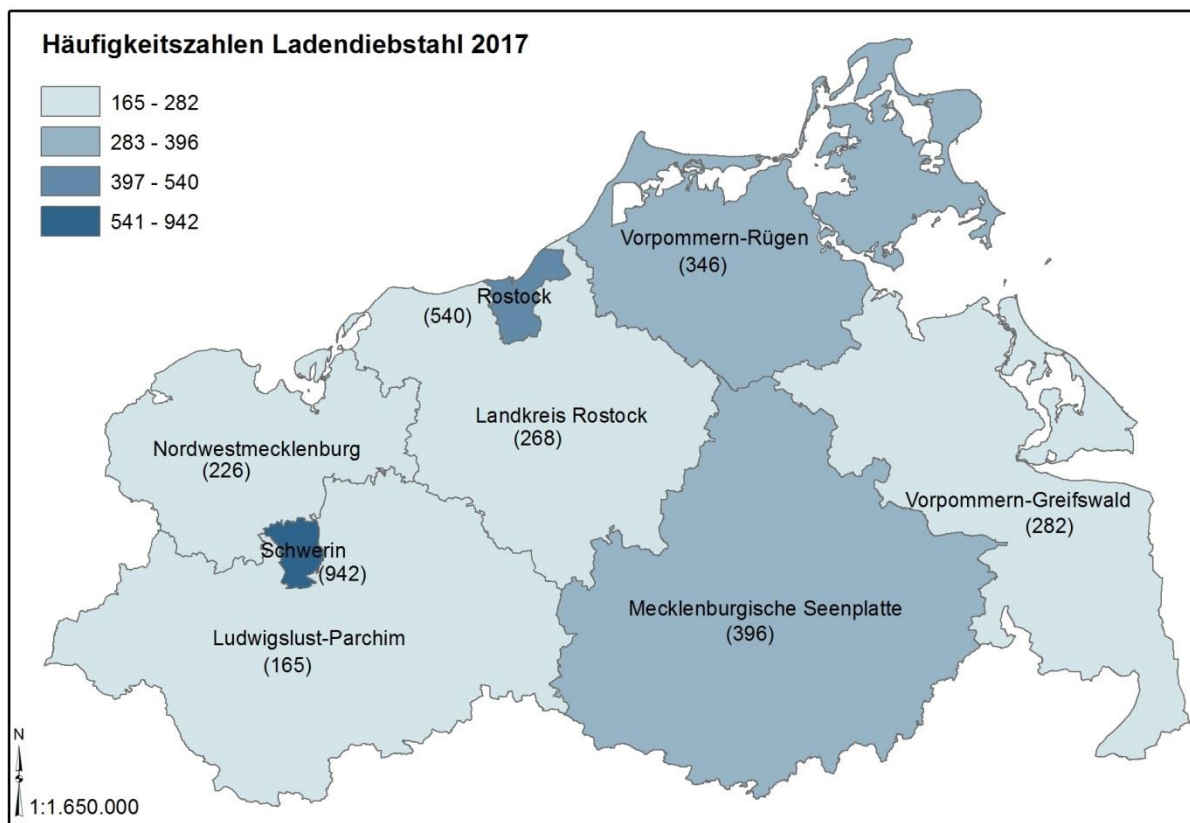 Häufigkeitszahlen Ladendiebstahl 2017
165 - 282
283 - 396
397 - 540
541 - 942
Vorpommern-Rügen
(346)
Rostock
(540)
Landkreis Rostock
(268)
Nordwestmecklenburg
(226)
Vorpommern-Greifswald
(282)
Schwerin
(942)
Mecklenburgische Seenplatte
(396)
Ludwigslust-Parchim
(165)
N
1:1.650.000